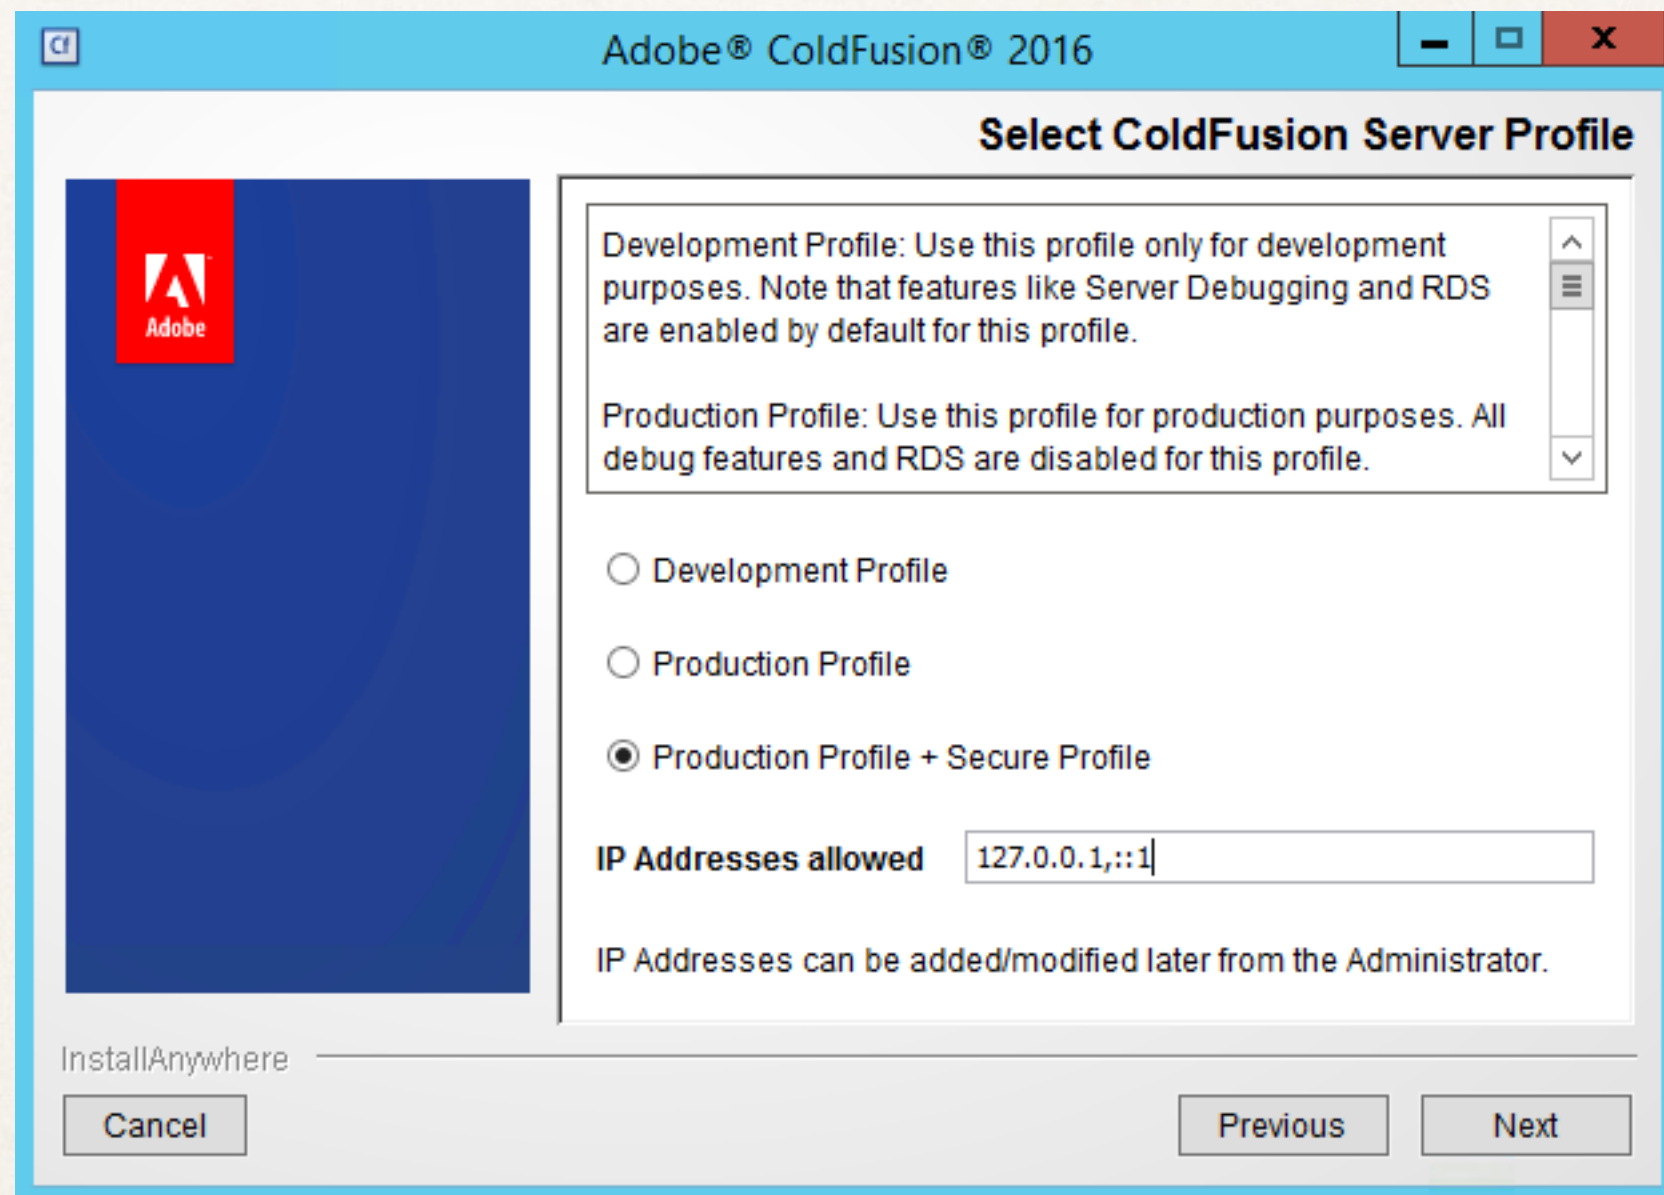 Cf
Adobe® ColdFusion® 2016
Select ColdFusion Server Profile
Adobe
Development Profile: Use this profile only for development
purposes. Note that features like Server Debugging and RDS
are enabled by default for this profile.
Production Profile: Use this profile for production purposes. All
debug features and RDS are disabled for this profile.
Development Profile
Production Profile
Production Profile + Secure Profile
IP Addresses allowed 127.0.0.1,::1
IP Addresses can be added/modified later from the Administrator.
InstallAnywhere
Cancel Previous Next